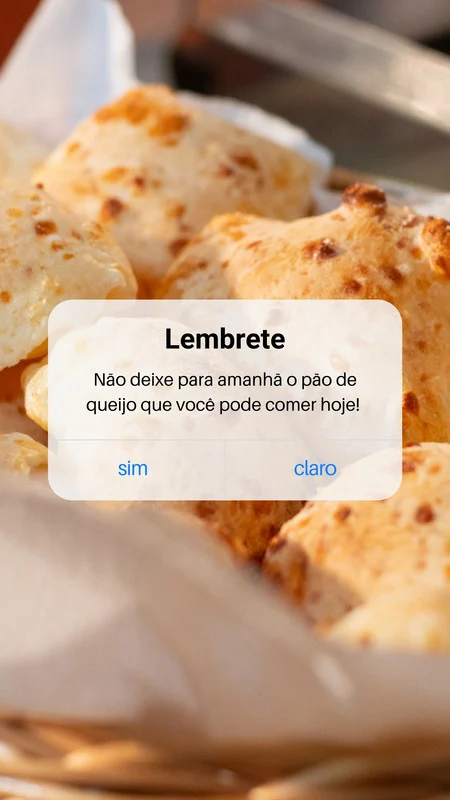 Lembrete
Não deixe para amanhã o pão de
queijo que você pode comer hoje!
sim
claro